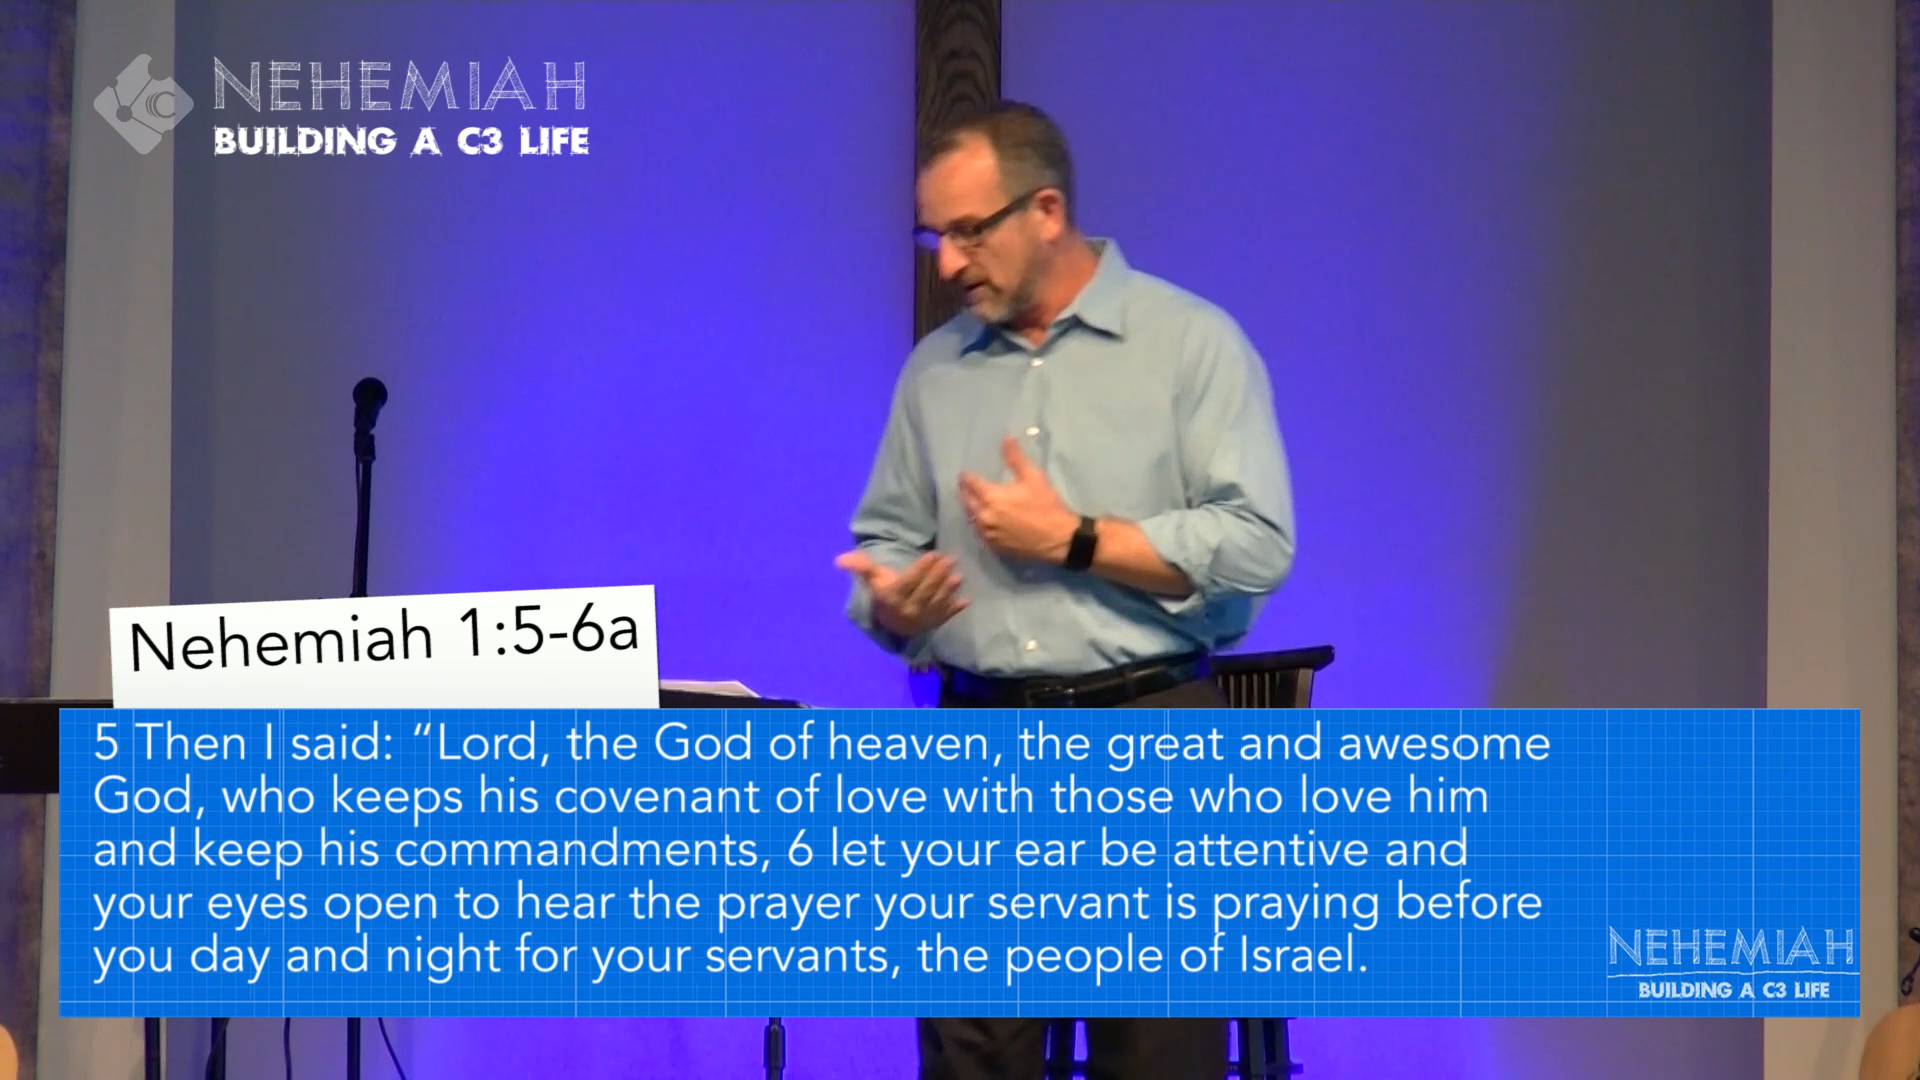 NEHEMIAH
BUILDING A C3 LIFE
Nehemiah 1:5-6a
5 Then I said: “Lord, the God of heaven, the great and awesome
God, who keeps his covenant of love with those who love him
and keep his commandments, 6 let your ear be attentive and
your eyes open to hear the prayer your servant is praying before
you day and night for your servants, the people of Israel.
NEHEMIAH
BUILDING A C3 LIFE